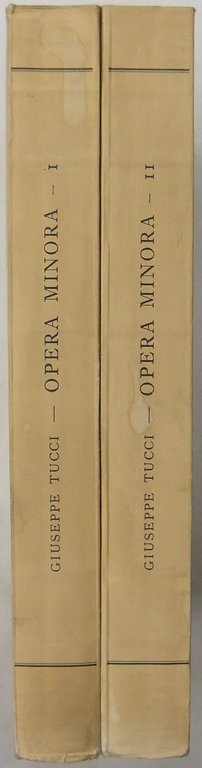 GIUSEPPE TUCCI — OPERA MINORA — I
GIUSEPPE TUCCI — OPERA MINORA — II